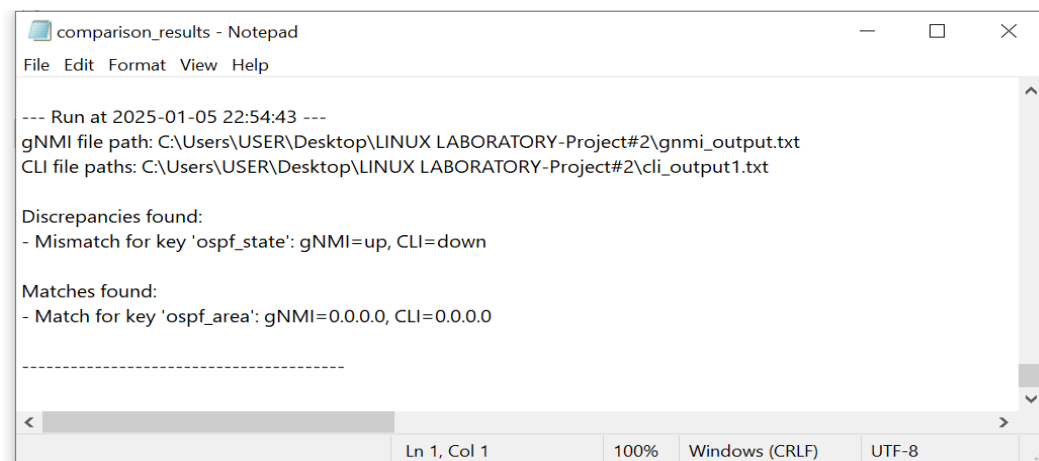 comparison_results - Notepad
File Edit Format View Help
--- Run at 2025-01-05 22:54:43 ---
gNMI file path: C:\Users\USER\Desktop\LINUX LABORATORY-Project#2\gnmi_output.txt
CLI file paths: C:\Users\USER\Desktop\LINUX LABORATORY-Project#2\cli_output1.txt
Discrepancies found:
- Mismatch for key 'ospf_state': gNMI=up, CLI=down
Matches found:
- Match for key 'ospf_area': gNMI=0.0.0.0, CLI=0.0.0.0
----------------------------------------
Ln 1, Col 1 100% Windows (CRLF) UTF-8